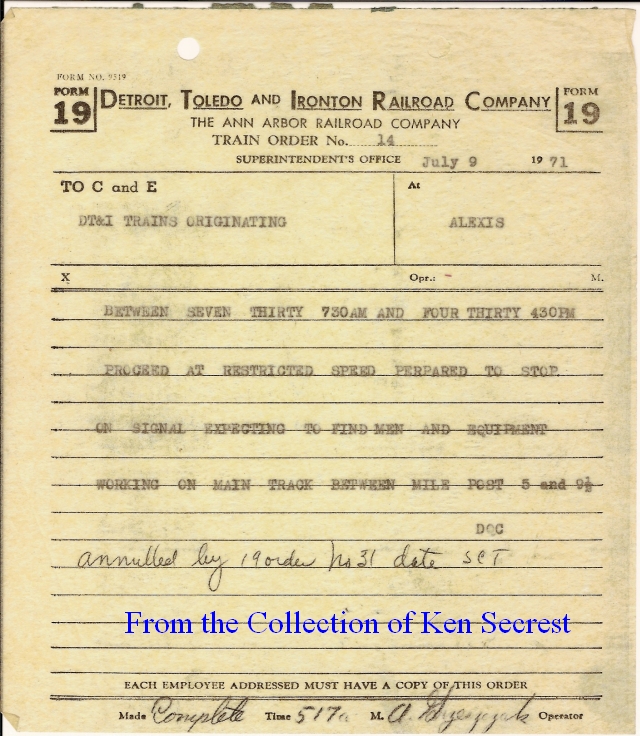 FORM NO. 9519
FORM 19 DETROIT, TOLEDO AND IRONTON RAILROAD COMPANY FORM 19
THE ANN ARBOR RAILROAD COMPANY
TRAIN ORDER No. 14
SUPERINTENDENT'S OFFICE July 9 1971
TO C and E At
DT&I TRAINS ORIGINATING ALEXIS
X Opr.: M.
BETWEEN SEVEN THIRTY 730AM AND FOUR THIRTY 430PM
PROCEED AT RESTRICTED SPEED PERPARED TO STOP
ON SIGNAL EXPECTING TO FIND MEN AND EQUIPMENT
WORKING ON MAIN TRACK BETWEEN MILE POST 5 and 9½
DOC
annulled by 19 order No 31 date SCT
From the Collection of Ken Secrest
EACH EMPLOYEE ADDRESSED MUST HAVE A COPY OF THIS ORDER
Made Complete Time 517a M. A. Operator